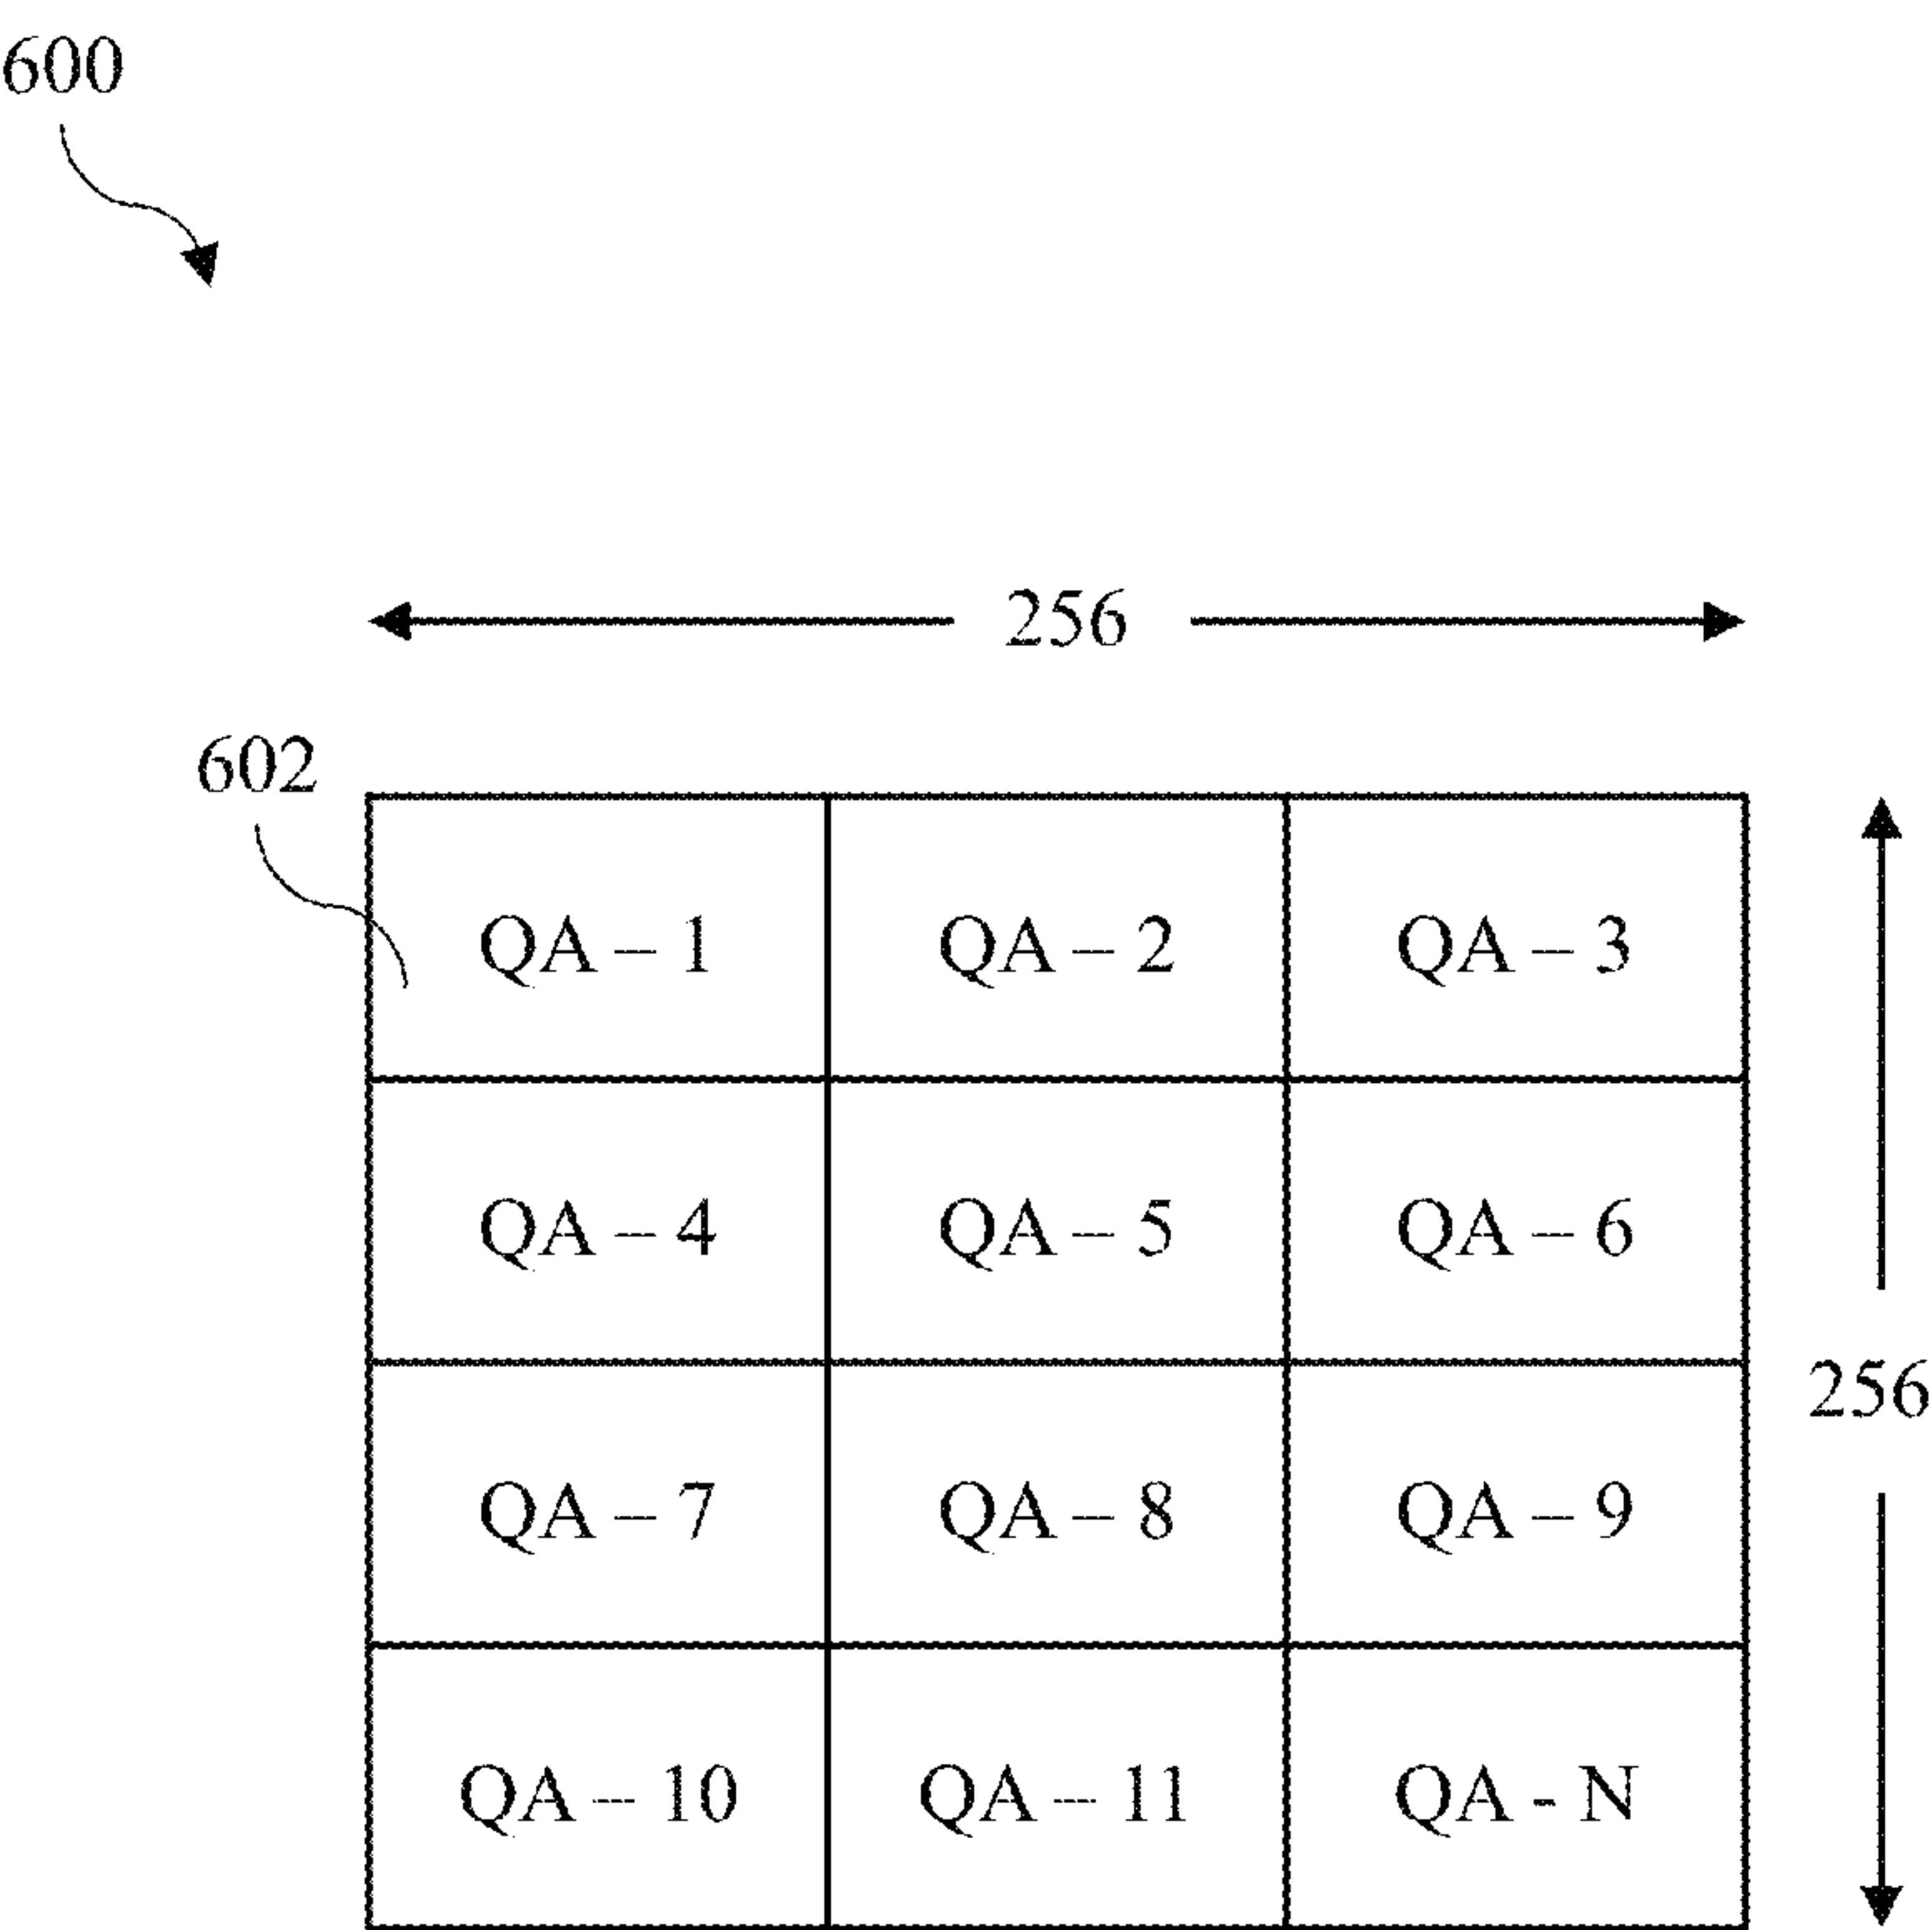 600
256
602
QA – 1 QA – 2 QA – 3
QA – 4 QA – 5 QA – 6
256
QA – 7 QA – 8 QA – 9
QA – 10 QA – 11 QA - N